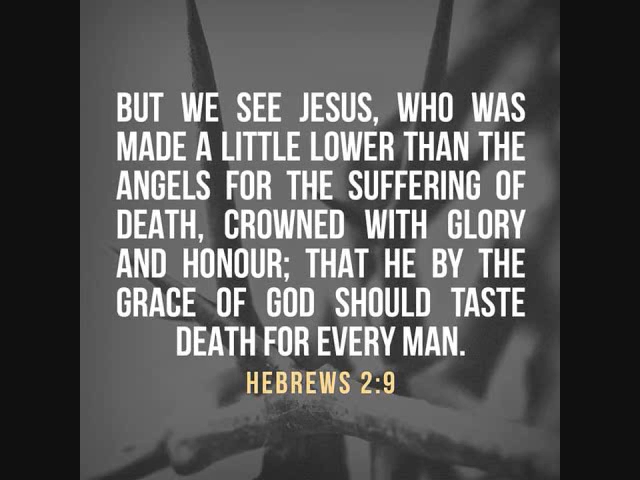 BUT WE SEE JESUS, WHO WAS
MADE A LITTLE LOWER THAN THE
ANGELS FOR THE SUFFERING OF
DEATH, CROWNED WITH GLORY
AND HONOUR; THAT HE BY THE
GRACE OF GOD SHOULD TASTE
DEATH FOR EVERY MAN.
HEBREWS 2:9